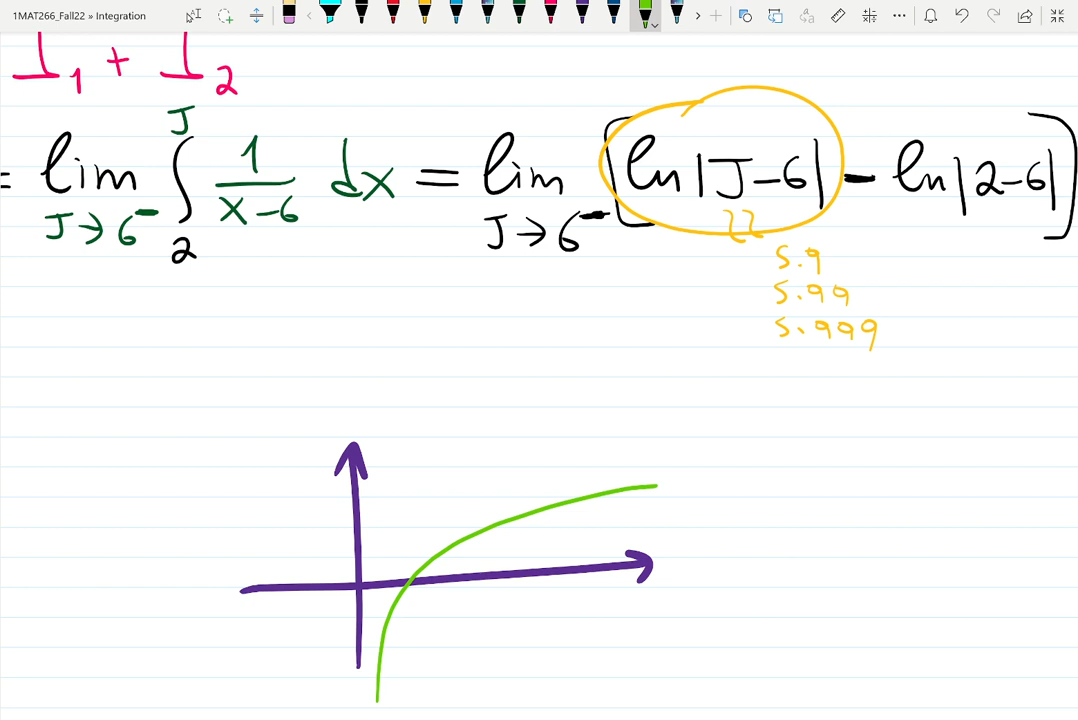 1MAT266_Fall22 » Integration
I₁ + I₂
= lim J→6⁻ ∫₂ᴶ 1/(x-6) dx = lim J→6⁻ [ln|J-6| - ln|2-6|]
5.9
5.99
5.999